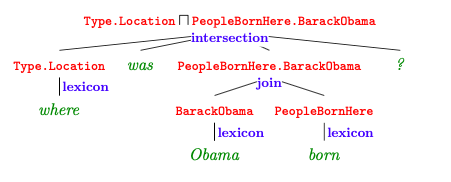 Type.Location ⊓ PeopleBornHere.BarackObama
intersection
Type.Location was PeopleBornHere.BarackObama ?
lexicon join
where BarackObama PeopleBornHere
lexicon lexicon
Obama born